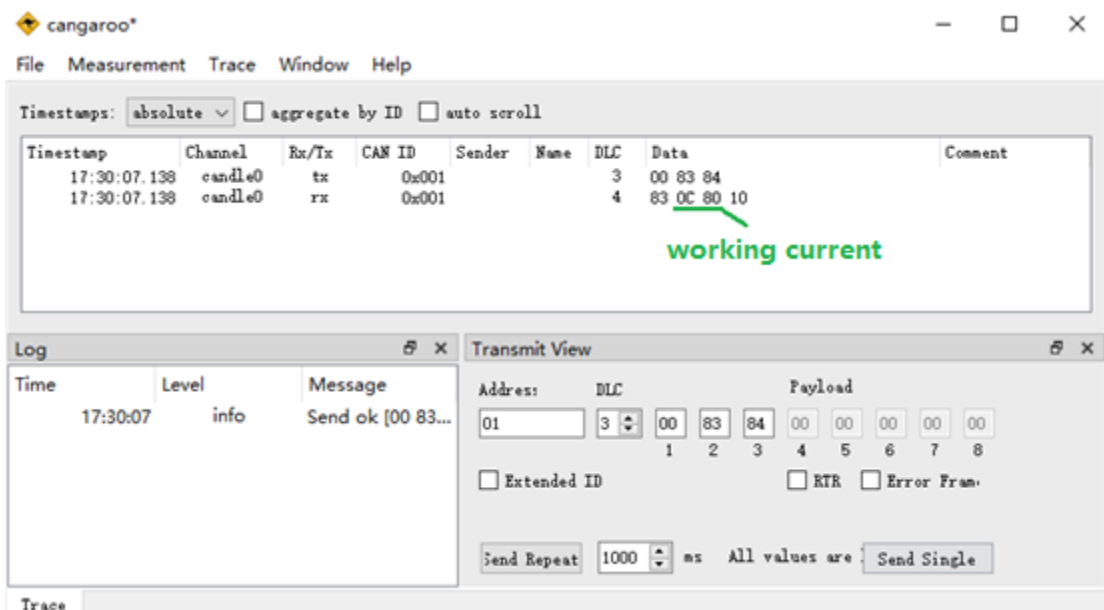 cangaroo*
File Measurement Trace Window Help
Timestamps: absolute aggregate by ID auto scroll
Timestamp Channel Rx/Tx CAN ID Sender Name DLC Data Comment
17:30:07.138 candle0 tx 0x001 3 00 83 84
17:30:07.138 candle0 rx 0x001 4 83 0C 80 10
working current
Log Transmit View
Time Level Message
17:30:07 info Send ok [00 83...
Address: DLC Payload
01 3 00 83 84 00 00 00 00 00
1 2 3 4 5 6 7 8
Extended ID RTR Error Fram
Send Repeat 1000 ms All values are Send Single
Trace